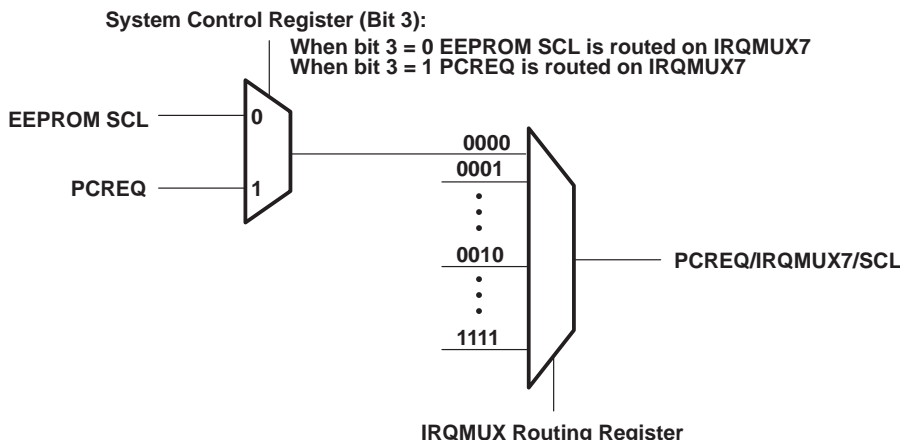 System Control Register (Bit 3):
When bit 3 = 0 EEPROM SCL is routed on IRQMUX7
When bit 3 = 1 PCREQ is routed on IRQMUX7
EEPROM SCL
0
PCREQ
1
0000
0001
0010
1111
PCREQ/IRQMUX7/SCL
IRQMUX Routing Register